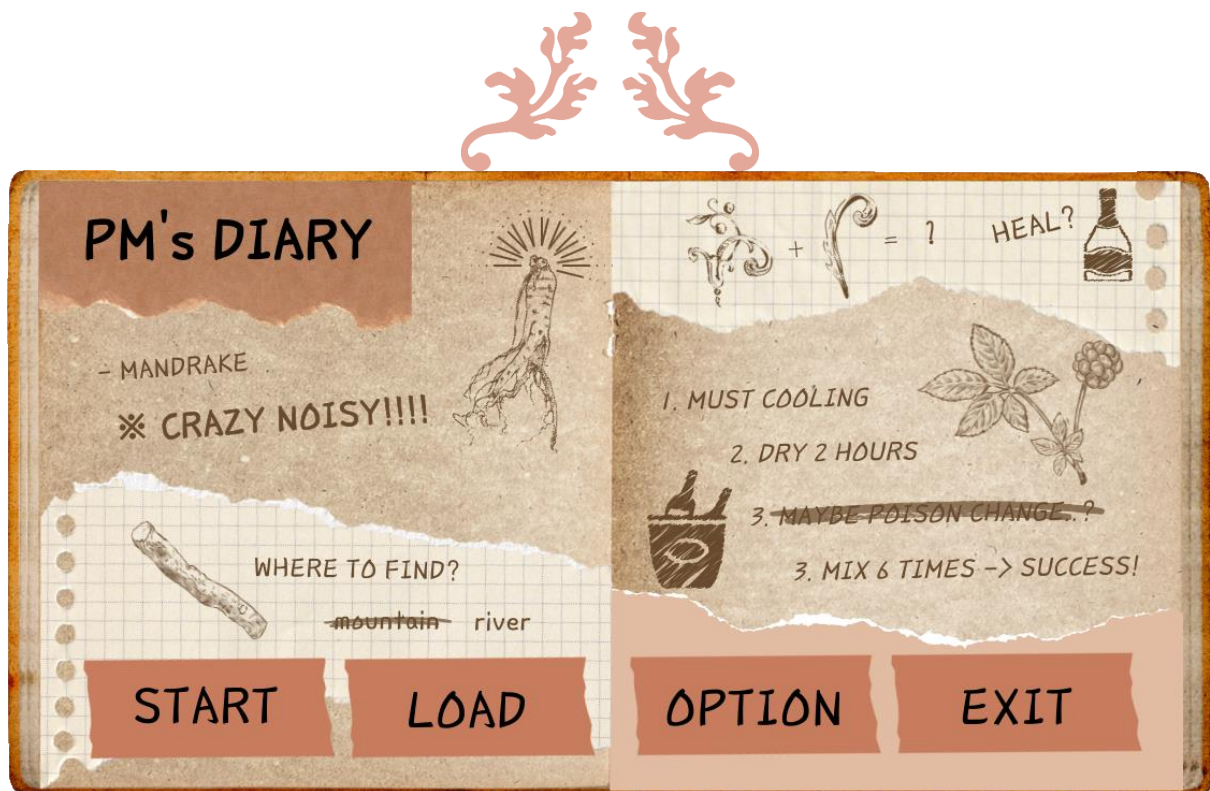 PM's DIARY
- MANDRAKE
※ CRAZY NOISY!!!!
WHERE TO FIND?
mountain river
+ = ? HEAL?
1. MUST COOLING
2. DRY 2 HOURS
3. MAYBE POISON CHANGE..?
3. MIX 6 TIMES -> SUCCESS!
START LOAD OPTION EXIT